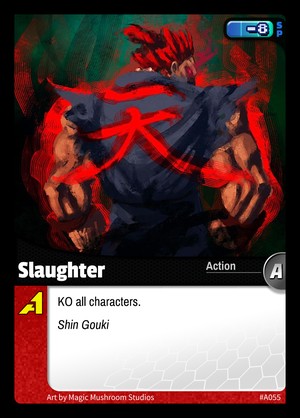 -8 SP
天
Slaughter
Action
A
A
KO all characters.
Shin Gouki
Art by Magic Mushroom Studios
#A055